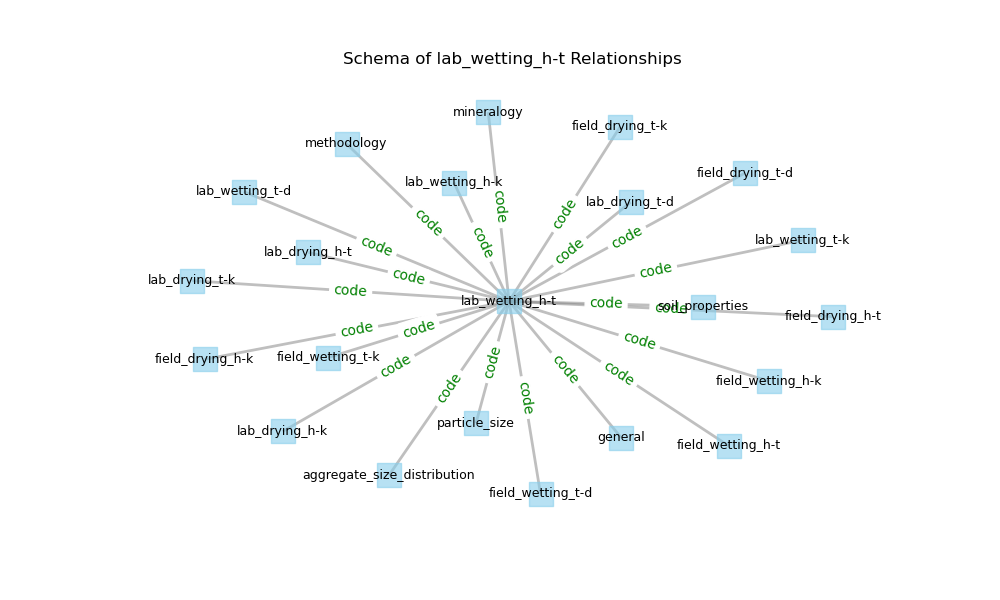 Schema of lab_wetting_h-t Relationships
mineralogy
field_drying_t-k
methodology
field_drying_t-d
lab_wetting_h-k
lab_wetting_t-d
lab_drying_t-d
code
code
code
code
code
code
lab_wetting_t-k
code
code
lab_drying_h-t
code
code
lab_drying_t-k
code
lab_wetting_h-t
code
soil_properties
code
field_drying_h-t
code
code
code
field_drying_h-k
field_wetting_t-k
code
code
code
code
code
field_wetting_h-k
code
code
lab_drying_h-k
particle_size
general
field_wetting_h-t
aggregate_size_distribution
field_wetting_t-d